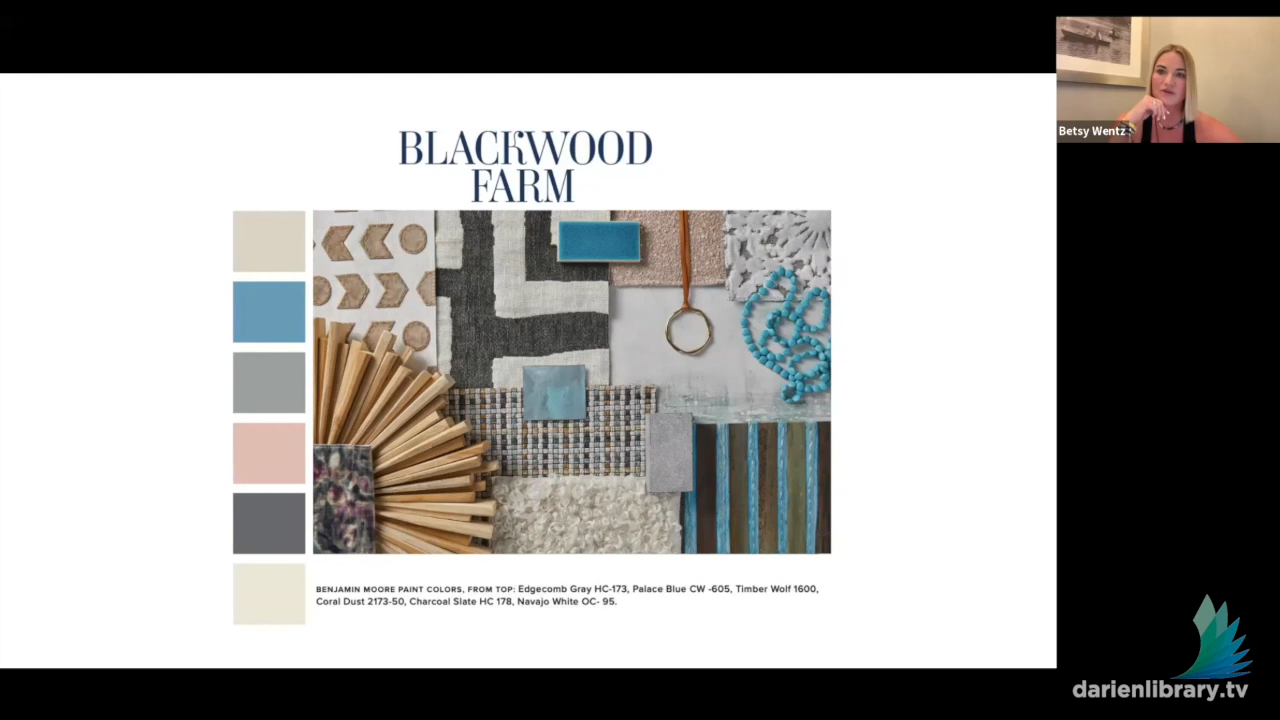 BLACKWOOD
FARM
BENJAMIN MOORE PAINT COLORS, FROM TOP: Edgecomb Gray HC-173, Palace Blue CW -605, Timber Wolf 1600,
Coral Dust 2173-50, Charcoal Slate HC 178, Navajo White OC- 95.
Betsy Wentz
darienlibrary.tv